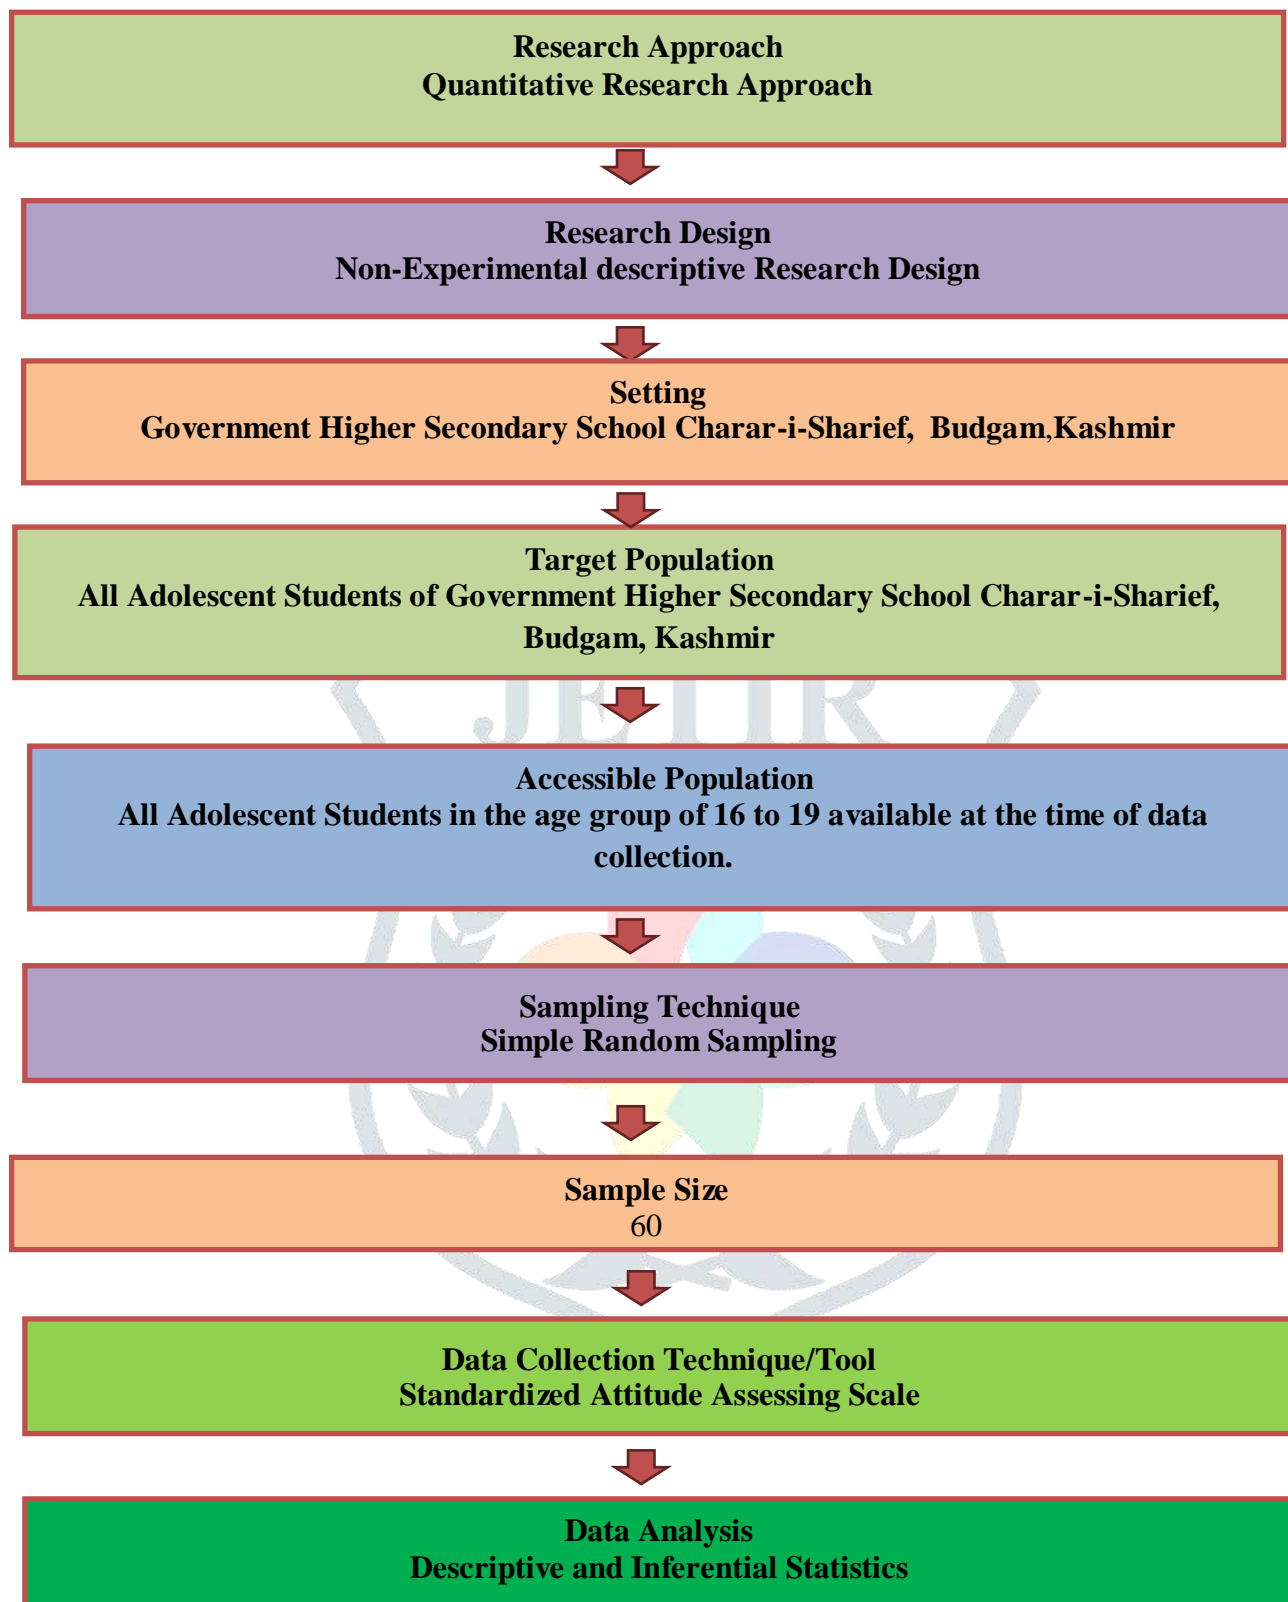 Research Approach
Quantitative Research Approach
Research Design
Non-Experimental descriptive Research Design
Setting
Government Higher Secondary School Charar-i-Sharief, Budgam,Kashmir
Target Population
All Adolescent Students of Government Higher Secondary School Charar-i-Sharief,
Budgam, Kashmir
JETIR
Accessible Population
All Adolescent Students in the age group of 16 to 19 available at the time of data
collection.
Sampling Technique
Simple Random Sampling
Sample Size
60
Data Collection Technique/Tool
Standardized Attitude Assessing Scale
Data Analysis
Descriptive and Inferential Statistics